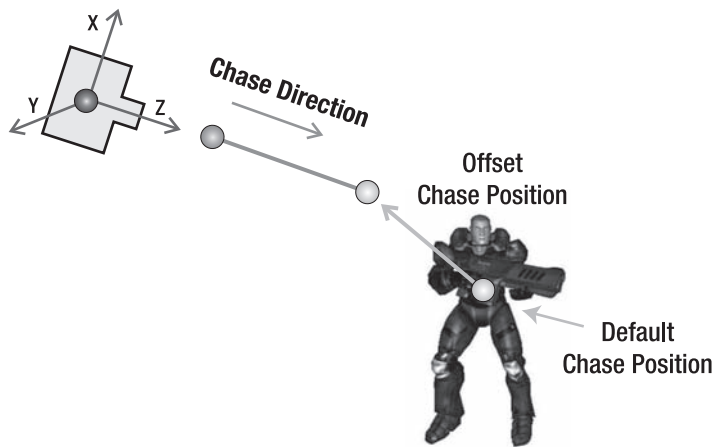 X
Y
Z
Chase Direction
Offset
Chase Position
Default
Chase Position